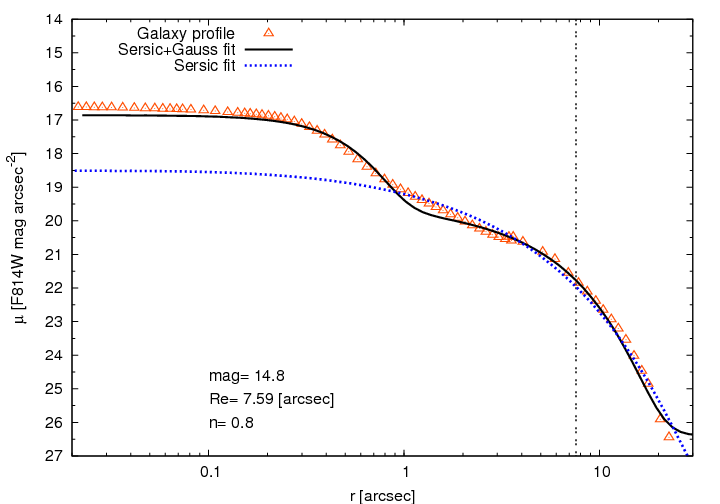 14
15
16
17
18
19
20
21
22
23
24
25
26
27
0.1
1
10
μ [F814W mag arcsec⁻²]
r [arcsec]
Galaxy profile
Sersic+Gauss fit
Sersic fit
mag= 14.8
Re= 7.59 [arcsec]
n= 0.8